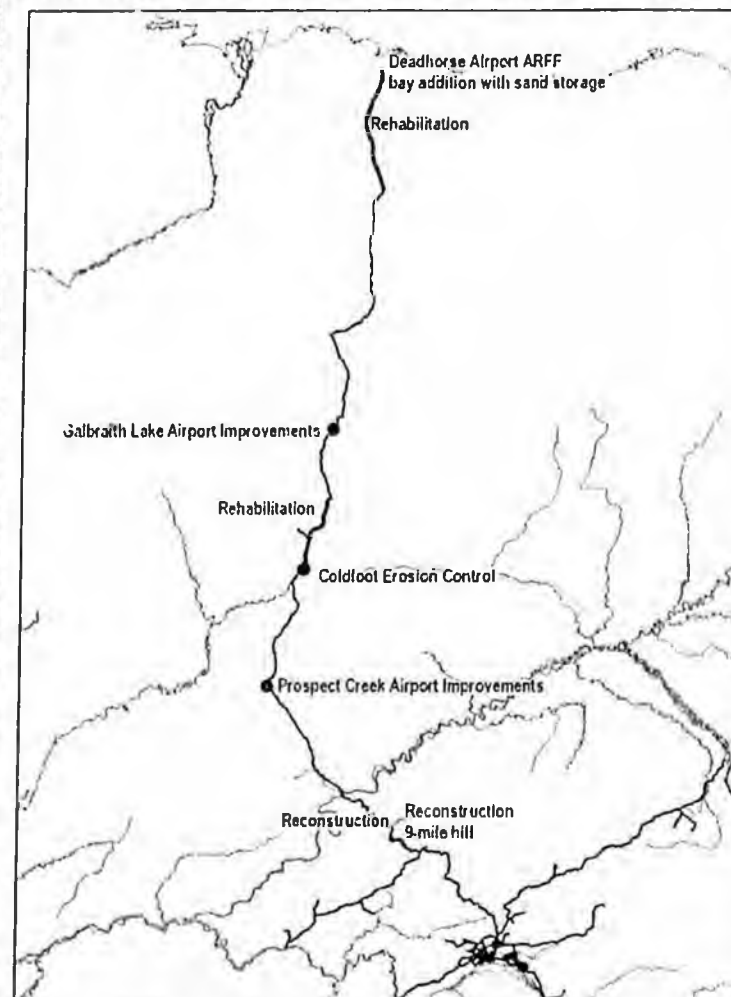 Deadhorse Airport ARFF
bay addition with sand storage
Rehabilitation
Galbraith Lake Airport Improvements
Rehabilitation
Coldfoot Erosion Control
Prospect Creek Airport Improvements
Reconstruction
Reconstruction
9-mile hill